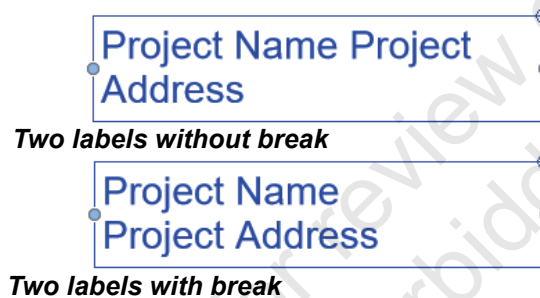 Project Name Project
Address
Two labels without break
Project Name
Project Address
Two labels with break